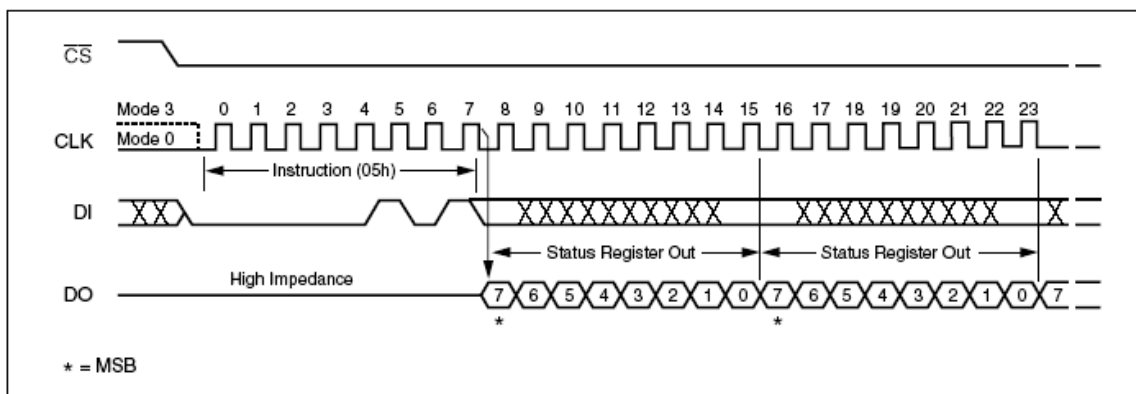 CS
Mode 3
0 1 2 3 4 5 6 7 8 9 10 11 12 13 14 15 16 17 18 19 20 21 22 23
CLK
Mode 0
Instruction (05h)
DI
Status Register Out Status Register Out
High Impedance
DO
7 6 5 4 3 2 1 0 7 6 5 4 3 2 1 0 7
* *
* = MSB